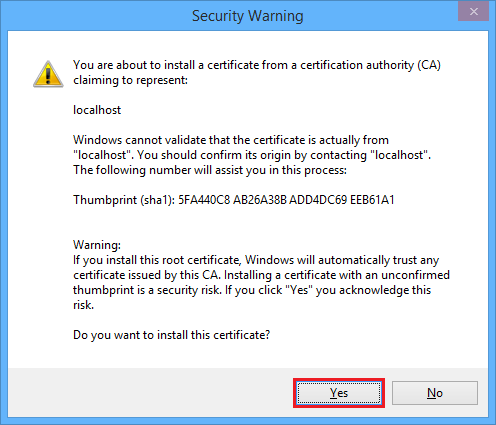 Security Warning
You are about to install a certificate from a certification authority (CA)
claiming to represent:
localhost
Windows cannot validate that the certificate is actually from
"localhost". You should confirm its origin by contacting "localhost".
The following number will assist you in this process:
Thumbprint (sha1): 5FA440C8 AB26A38B ADD4DC69 EEB61A1
Warning:
If you install this root certificate, Windows will automatically trust any
certificate issued by this CA. Installing a certificate with an unconfirmed
thumbprint is a security risk. If you click "Yes" you acknowledge this
risk.
Do you want to install this certificate?
Yes
No